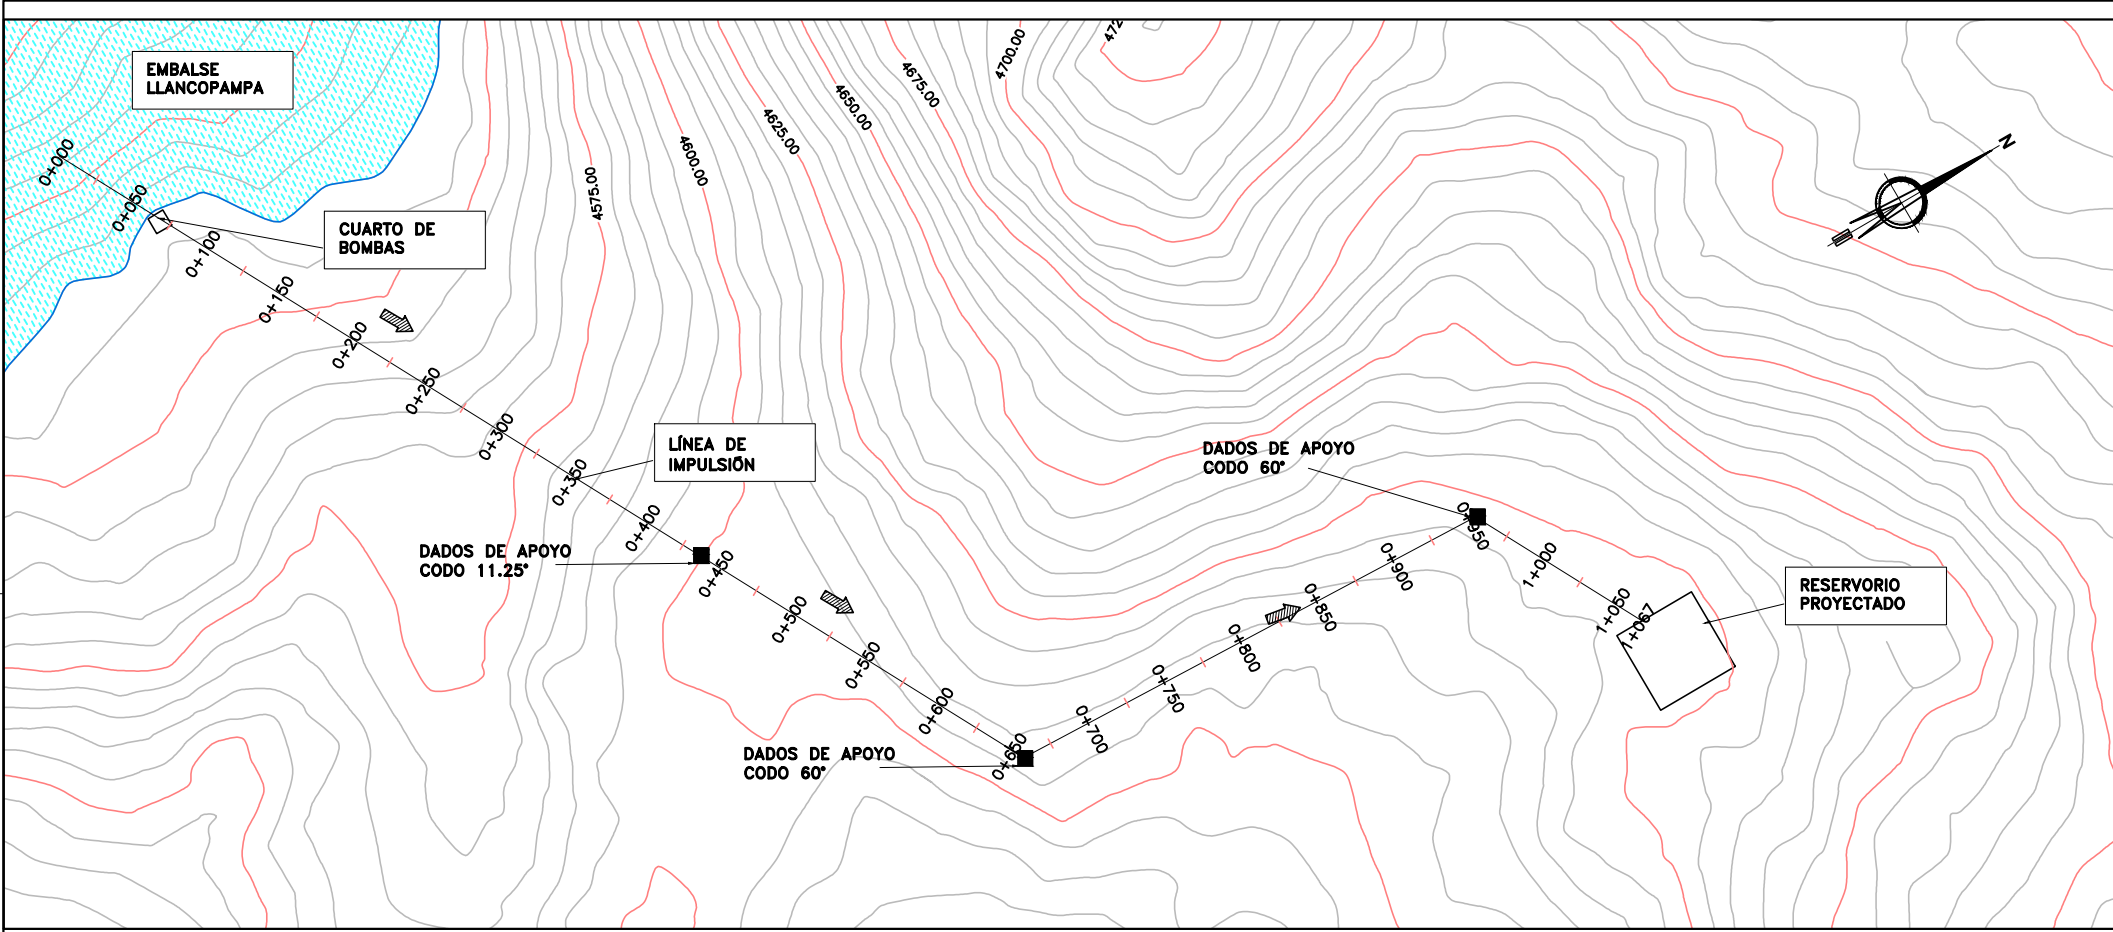 EMBALSE
LLANCOPAMPA
4700.00
472
4675.00
4650.00
4625.00
4600.00
4575.00
N
0+000
0+050
CUARTO DE
BOMBAS
0+100
0+150
0+200
0+250
0+300
0+350
LÍNEA DE
IMPULSIÓN
0+400
DADOS DE APOYO
CODO 11.25°
0+450
0+500
0+550
0+600
0+650
DADOS DE APOYO
CODO 60°
0+700
0+750
0+800
0+850
0+900
0+950
DADOS DE APOYO
CODO 60°
1+000
1+050
1+067
RESERVORIO
PROYECTADO